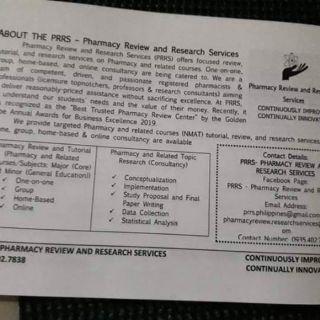 ABOUT THE PRRS - Pharmacy Review and Research Services
Pharmacy Review and Research Services (PRRS) offers focused review,
tutorial, and research services on Pharmacy and related courses. One-on-one,
group, home-based, and online consultancy are being catered to. We are a
team of competent, driven, and passionate registered pharmacists &
professionals (licensure topnotchers, professors & research consultants) aiming
deliver reasonably-priced assistance without sacrificing excellence. At PRRS,
understand our students needs and the value of their money. Recently,
recognized as the "Best Trusted Pharmacy Review Center" by the Golden
Annual Awards for Business Excellence 2019.
We provide targeted Pharmacy and related courses (NMAT) tutorial, review, and research services
group, home-based & online consultancy are available
Pharmacy Review and Re
Services
CONTINUOUSLY IMPRO
CONTINUALLY INNOVA
Review and Tutorial
(Pharmacy and Related
Courses/Subjects: Major (Core)
Minor (General Education))
✓ One-on-one
✓ Group
✓ Home-Based
✓ Online
Pharmacy and Related Topic
Research (Consultancy)
✓ Conceptualization
✓ Implementation
✓ Study Proposal and Final
Paper Writing
✓ Data Collection
✓ Statistical Analysis
Contact Details:
PRRS- PHARMACY REVIEW A
RESEARCH SERVICES
Facebook Page:
PRRS - Pharmacy Review and R
Services
Email Address:
prrs.philippines@gmail.com
pharmacyreview.researchservices@
om
Contact Number: 0935.402.
PHARMACY REVIEW AND RESEARCH SERVICES
02.7838
CONTINUOUSLY IMPRO
CONTINUALLY INNOVA